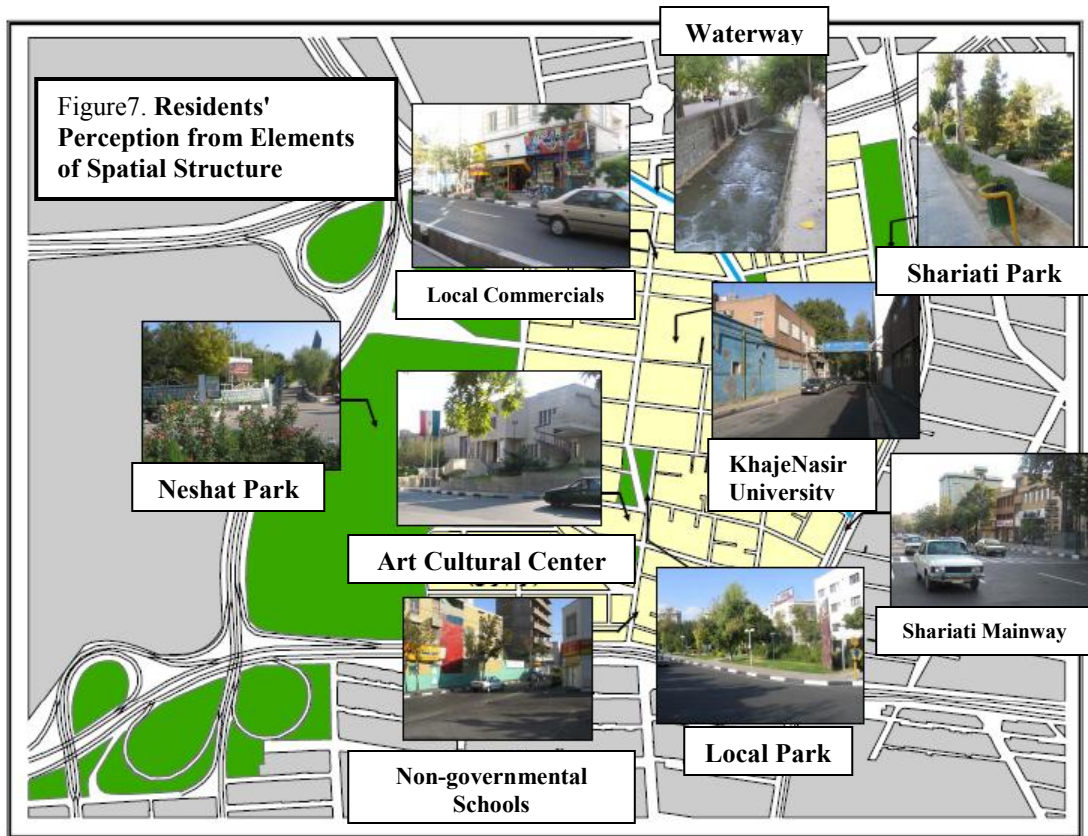 Waterway
Figure7. Residents'
Perception from Elements
of Spatial Structure
Local Commercials
Shariati Park
Neshat Park
KhajeNasir
University
Art Cultural Center
Shariati Mainway
Non-governmental
Schools
Local Park